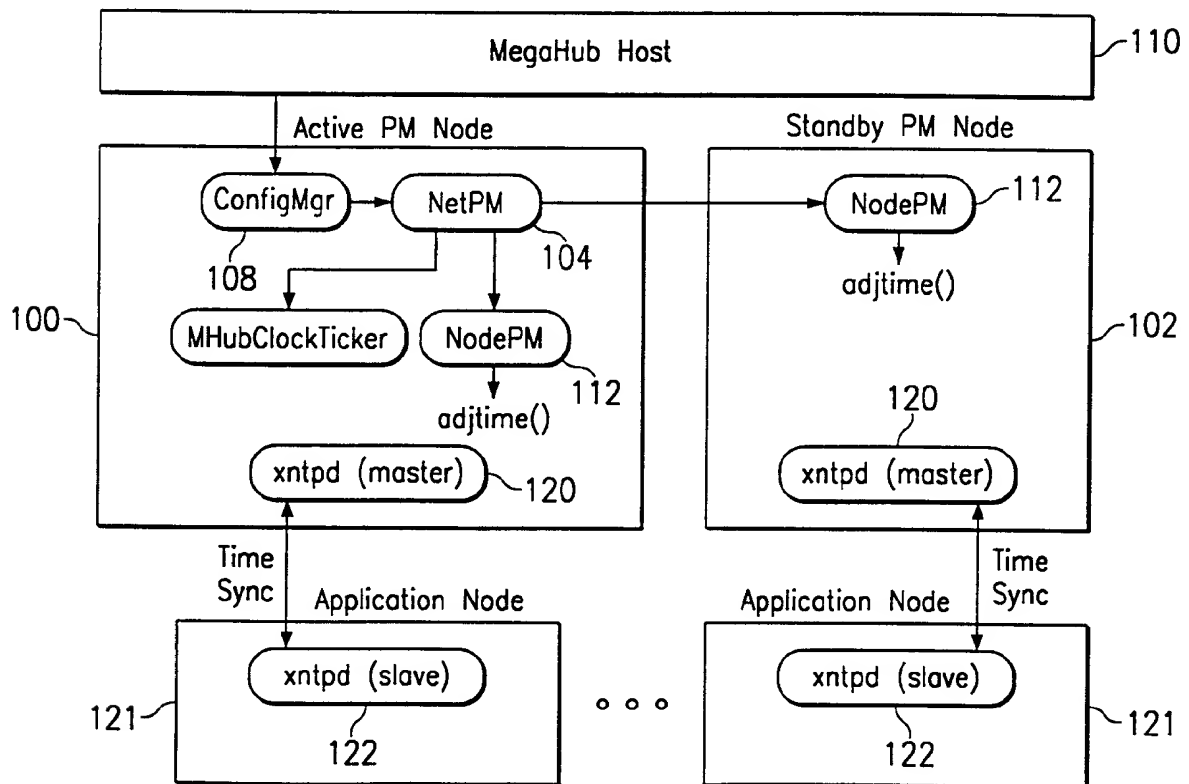 MegaHub Host
110
Active PM Node
Standby PM Node
ConfigMgr
NetPM
NodePM
112
108
104
adjtime()
100
MHubClockTicker
NodePM
102
112
adjtime()
120
xntpd (master)
120
xntpd (master)
Time
Sync
Time
Sync
Application Node
Application Node
xntpd (slave)
xntpd (slave)
121
122
122
121